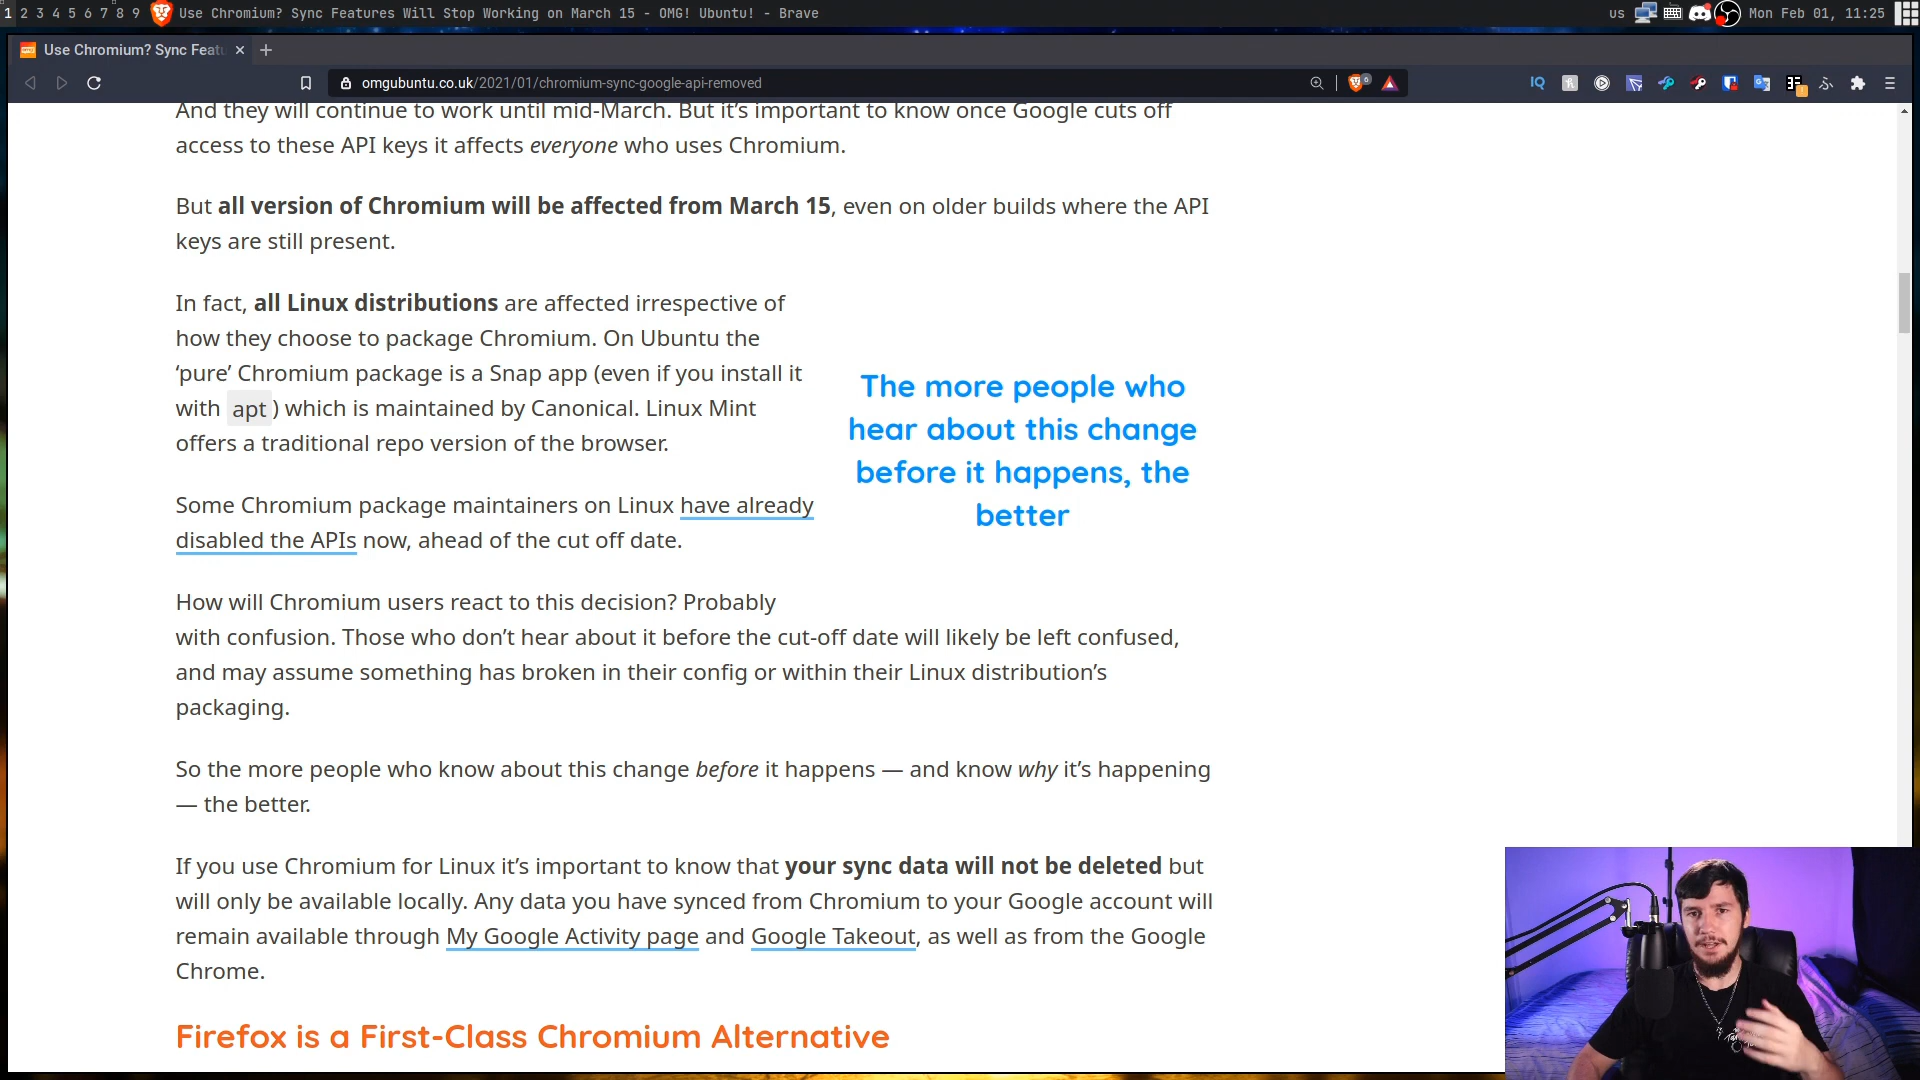 1 2 3 4 5 6 7 8 9 Use Chromium? Sync Features Will Stop Working on March 15 - OMG! Ubuntu! - Brave us Mon Feb 01, 11:25
Use Chromium? Sync Featu
omgubuntu.co.uk/2021/01/chromium-sync-google-api-removed
IQ
And they will continue to work until mid-March. But it's important to know once Google cuts off
access to these API keys it affects everyone who uses Chromium.
But all version of Chromium will be affected from March 15, even on older builds where the API
keys are still present.
In fact, all Linux distributions are affected irrespective of
how they choose to package Chromium. On Ubuntu the
‘pure’ Chromium package is a Snap app (even if you install it
with apt) which is maintained by Canonical. Linux Mint
offers a traditional repo version of the browser.
The more people who
hear about this change
before it happens, the
better
Some Chromium package maintainers on Linux have already
disabled the APIs now, ahead of the cut off date.
How will Chromium users react to this decision? Probably
with confusion. Those who don’t hear about it before the cut-off date will likely be left confused,
and may assume something has broken in their config or within their Linux distribution’s
packaging.
So the more people who know about this change before it happens — and know why it’s happening
— the better.
If you use Chromium for Linux it’s important to know that your sync data will not be deleted but
will only be available locally. Any data you have synced from Chromium to your Google account will
remain available through My Google Activity page and Google Takeout, as well as from the Google
Chrome.
Firefox is a First-Class Chromium Alternative